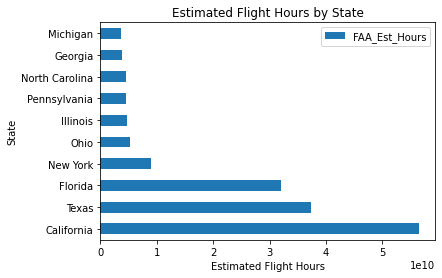 Estimated Flight Hours by State
FAA_Est_Hours
Michigan
Georgia
North Carolina
Pennsylvania
Illinois
Ohio
New York
Florida
Texas
California
State
0 1 2 3 4 5
1e10
Estimated Flight Hours